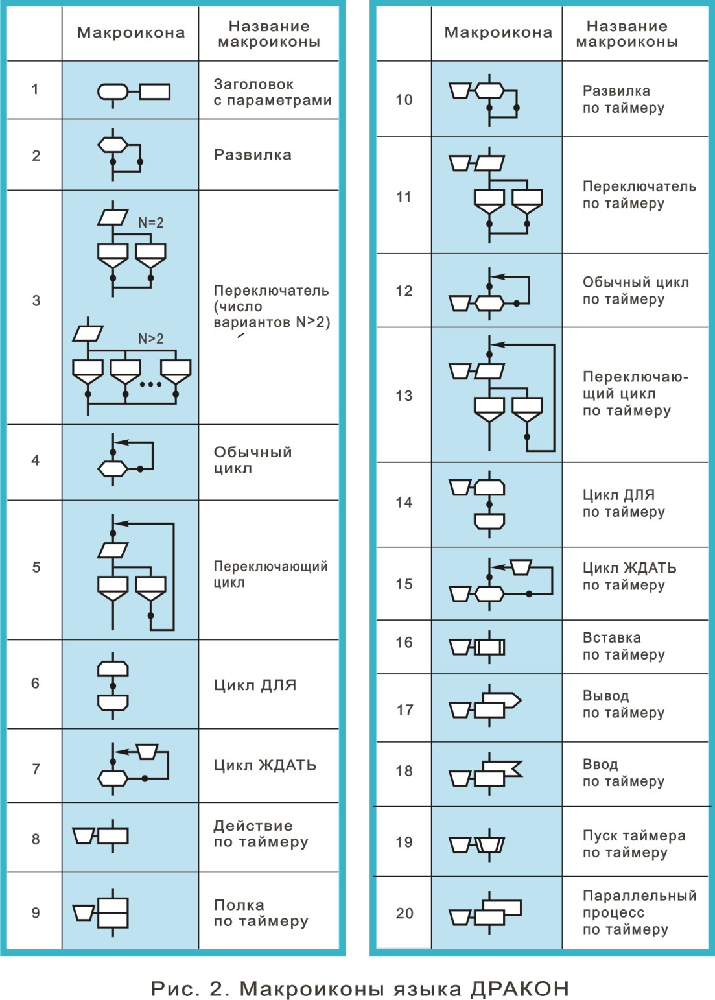 Макроикона
Название
макроиконы
1
Заголовок
с параметрами
2
Развилка
3
N=2
N>2
Переключатель
(число
вариантов N>2)
4
Обычный
цикл
5
Переключающий
цикл
6
Цикл ДЛЯ
7
Цикл ЖДАТЬ
8
Действие
по таймеру
9
Полка
по таймеру
Макроикона
Название
макроиконы
10
Развилка
по таймеру
11
Переключатель
по таймеру
12
Обычный цикл
по таймеру
13
Переключаю-
щий цикл
по таймеру
14
Цикл ДЛЯ
по таймеру
15
Цикл ЖДАТЬ
по таймеру
16
Вставка
по таймеру
17
Вывод
по таймеру
18
Ввод
по таймеру
19
Пуск таймера
по таймеру
20
Параллельный
процесс
по таймеру
Рис. 2. Макроиконы языка ДРАКОН